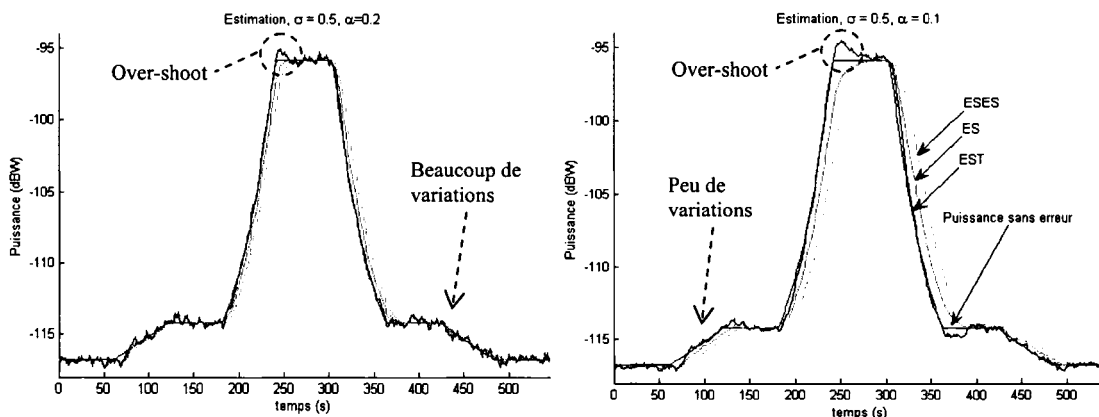 Estimation, σ = 0.5, α=0.2
-95
Over-shoot
-100
Puissance (dBW)
-105
Beaucoup de
variations
-110
-115
0 50 100 150 200 250 300 350 400 450 500
temps (s)
Estimation, σ = 0.5, α = 0.1
-95
Over-shoot
-100
ESES
ES
EST
Puissance (dBW)
-105
Peu de
variations
Puissance sans erreur
-110
-115
0 50 100 150 200 250 300 350 400 450 500
temps (s)